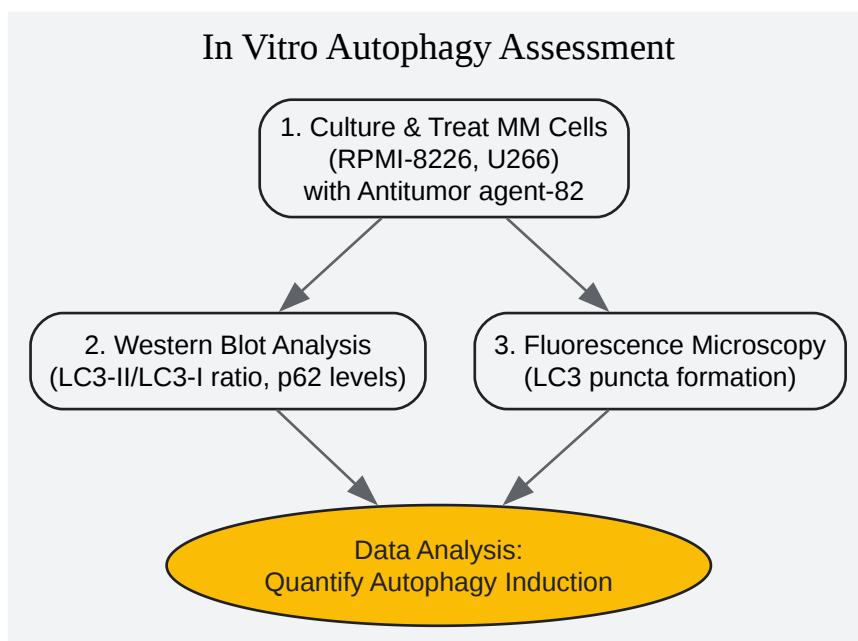 In Vitro Autophagy Assessment
1. Culture & Treat MM Cells
(RPMI-8226, U266)
with Antitumor agent-82
2. Western Blot Analysis
(LC3-II/LC3-I ratio, p62 levels)
3. Fluorescence Microscopy
(LC3 puncta formation)
Data Analysis:
Quantify Autophagy Induction